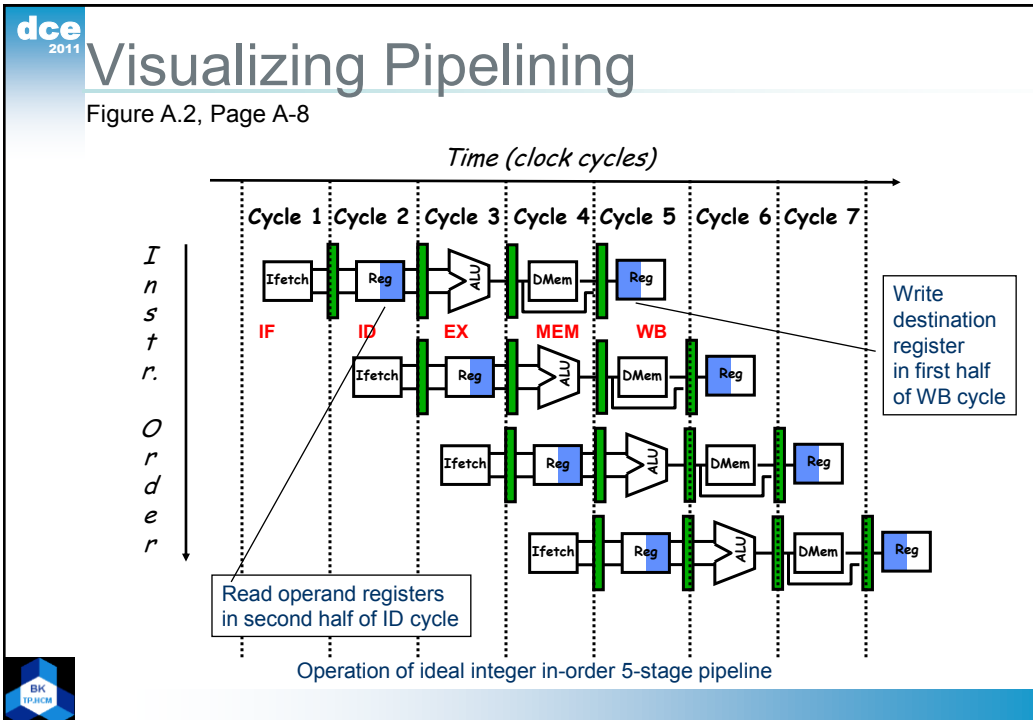 dce
2011
Visualizing Pipelining
Figure A.2, Page A-8
Time (clock cycles)
Cycle 1 Cycle 2 Cycle 3 Cycle 4 Cycle 5 Cycle 6 Cycle 7
Instr. Order
Ifetch Reg ALU DMem Reg
IF ID EX MEM WB
Ifetch Reg ALU DMem Reg
Ifetch Reg ALU DMem Reg
Ifetch Reg ALU DMem Reg
Write
destination
register
in first half
of WB cycle
Read operand registers
in second half of ID cycle
Operation of ideal integer in-order 5-stage pipeline
BK
TP.HCM